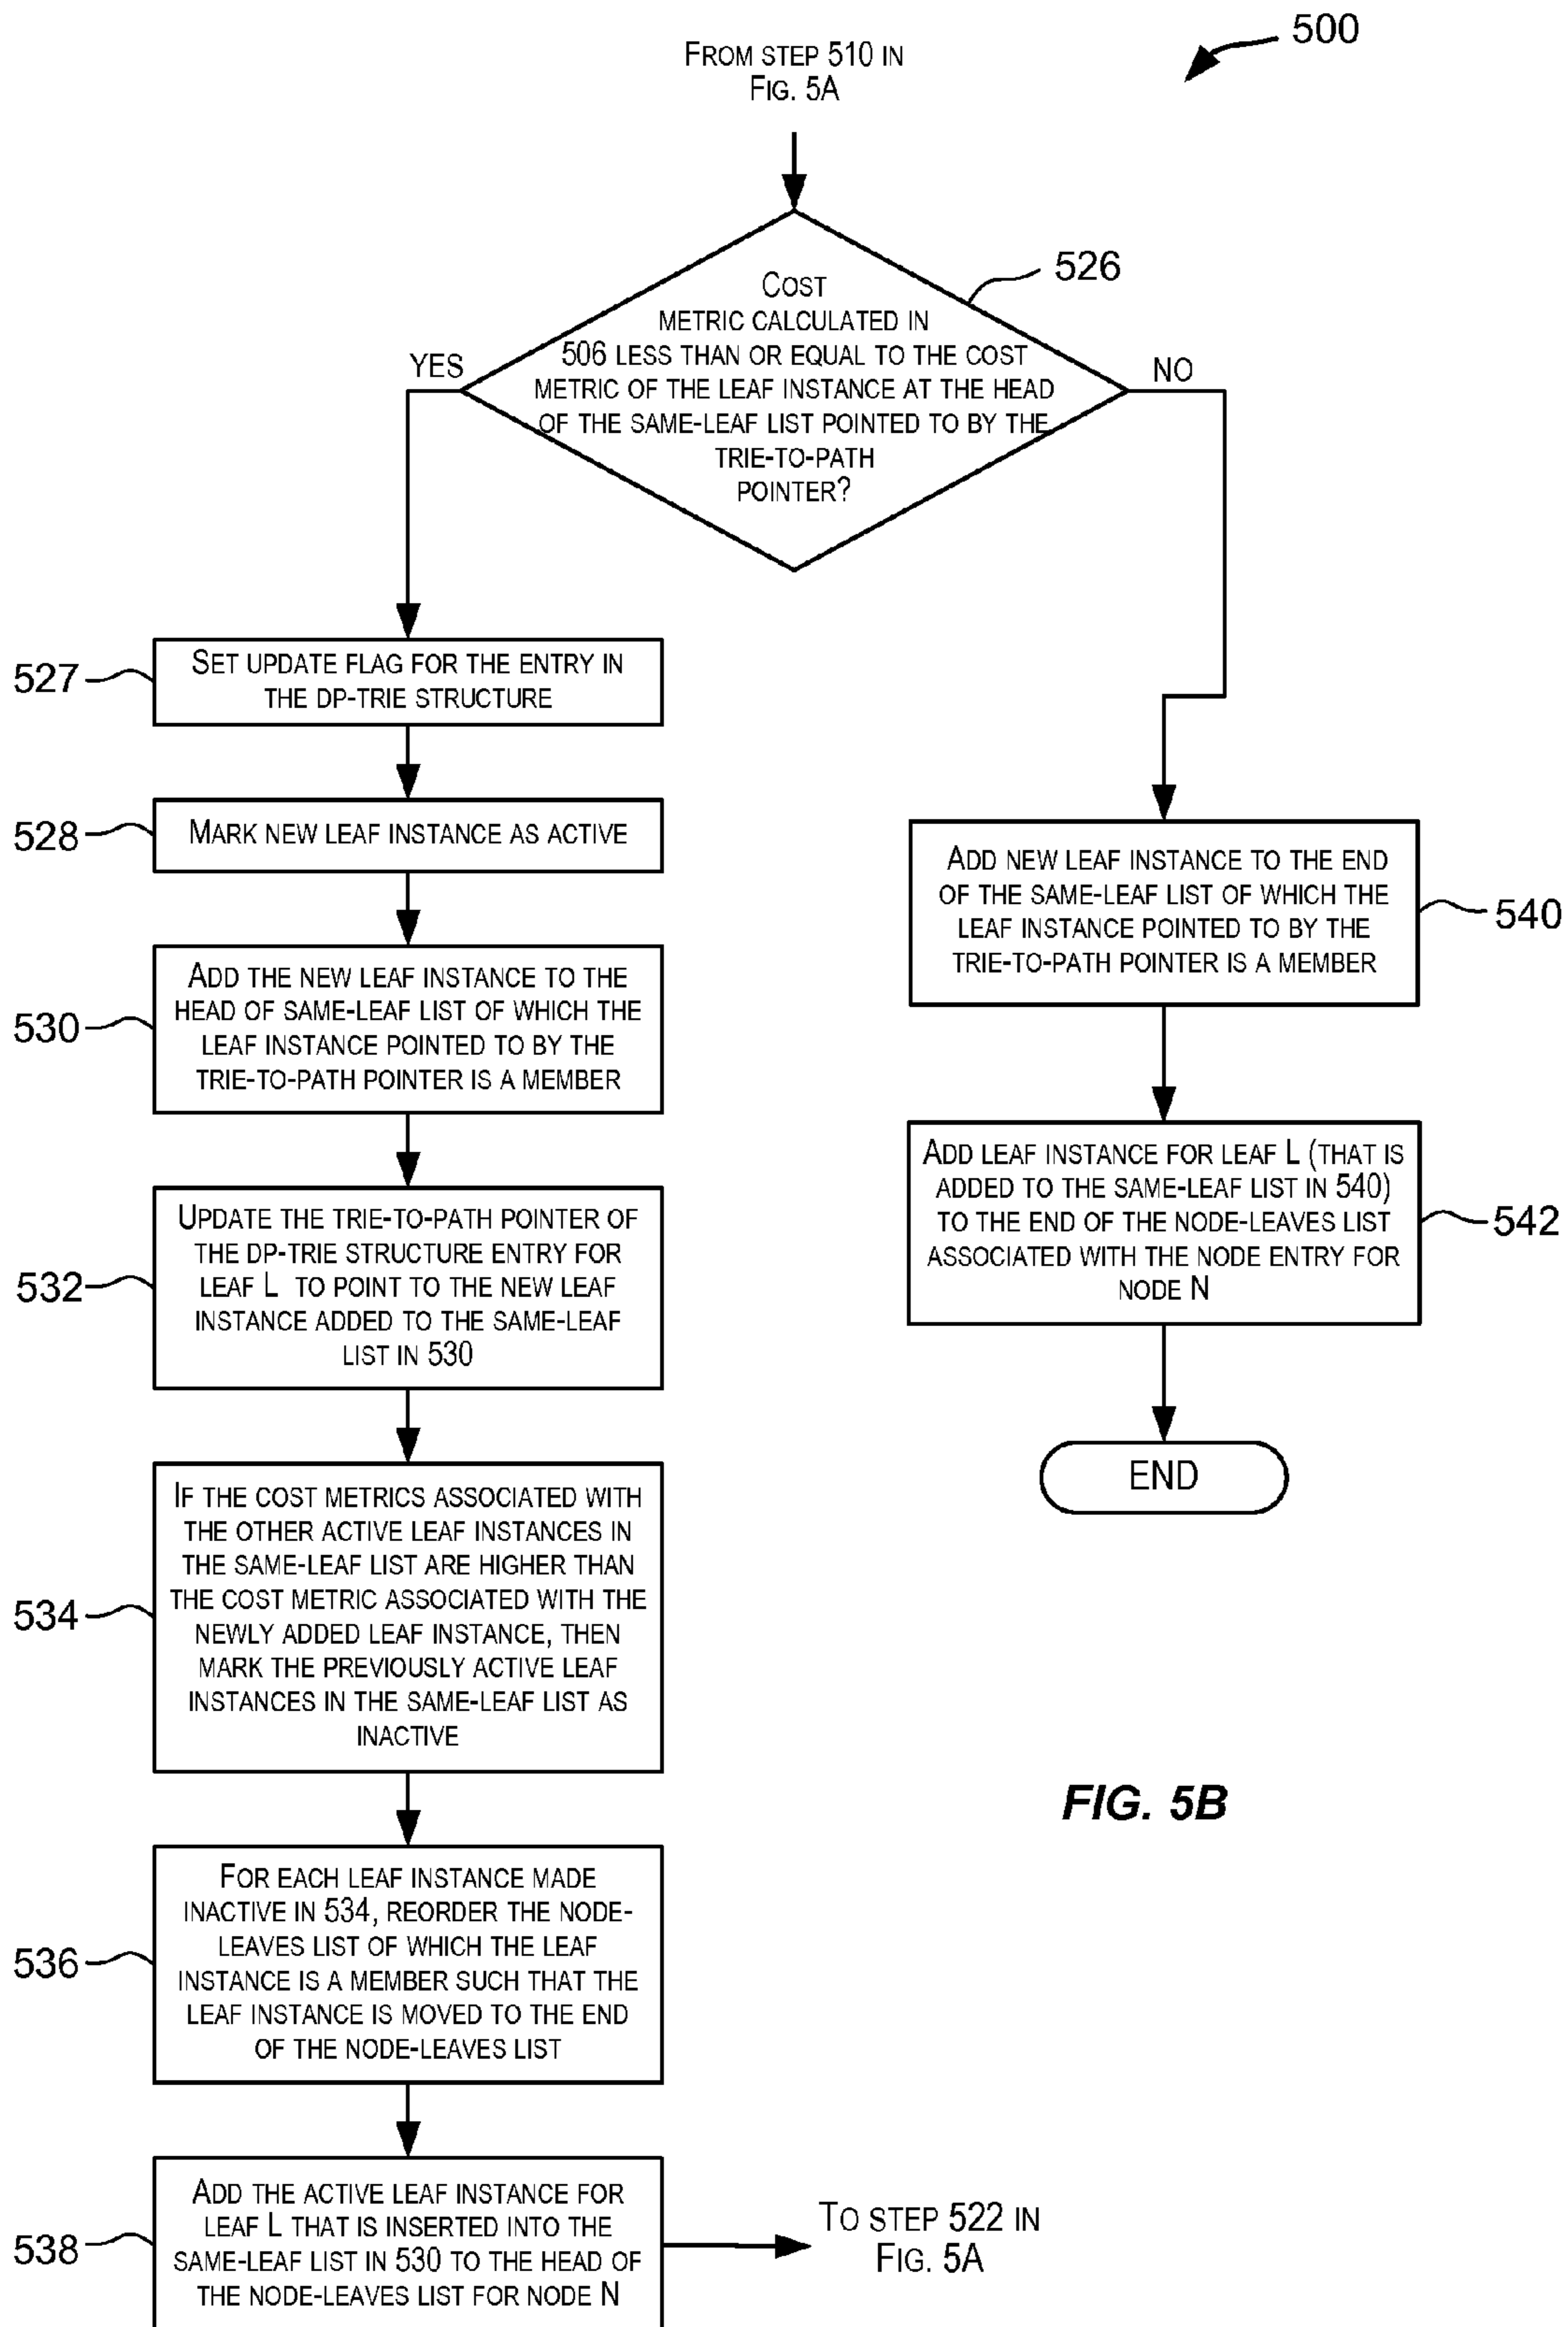 500
From step 510 in
Fig. 5A
526
Cost
metric calculated in
506 less than or equal to the cost
metric of the leaf instance at the head
of the same-leaf list pointed to by the
trie-to-path
pointer?
YES
NO
527
Set update flag for the entry in
the DP-trie structure
528
Mark new leaf instance as active
530
Add the new leaf instance to the
head of same-leaf list of which the
leaf instance pointed to by the
trie-to-path pointer is a member
532
Update the trie-to-path pointer of
the DP-trie structure entry for
leaf L to point to the new leaf
instance added to the same-leaf
list in 530
534
If the cost metrics associated with
the other active leaf instances in
the same-leaf list are higher than
the cost metric associated with the
newly added leaf instance, then
mark the previously active leaf
instances in the same-leaf list as
inactive
536
For each leaf instance made
inactive in 534, reorder the node-
leaves list of which the leaf
instance is a member such that the
leaf instance is moved to the end
of the node-leaves list
538
Add the active leaf instance for
leaf L that is inserted into the
same-leaf list in 530 to the head of
the node-leaves list for node N
To step 522 in
Fig. 5A
Add new leaf instance to the end
of the same-leaf list of which the
leaf instance pointed to by the
trie-to-path pointer is a member
540
Add leaf instance for leaf L (that is
added to the same-leaf list in 540)
to the end of the node-leaves list
associated with the node entry for
node N
542
END
FIG. 5B